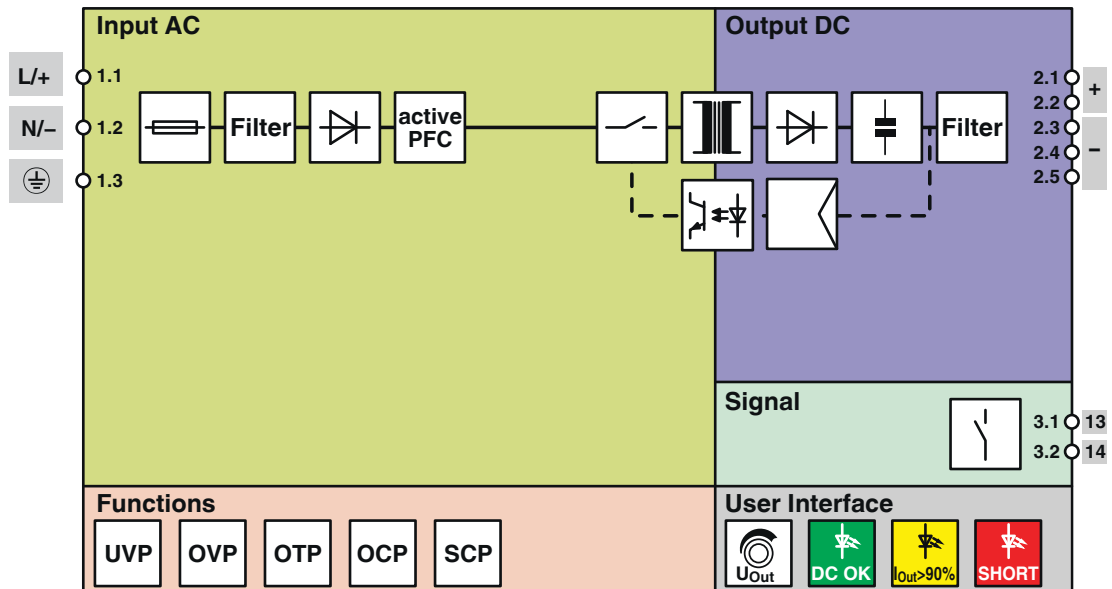 Input AC
Output DC
L/+
1.1
N/–
1.2
1.3
Filter
active
PFC
Filter
2.1
2.2
+
2.3
2.4
–
2.5
Signal
3.1
13
3.2
14
Functions
UVP
OVP
OTP
OCP
SCP
User Interface
UOut
DC OK
IOut>90%
SHORT